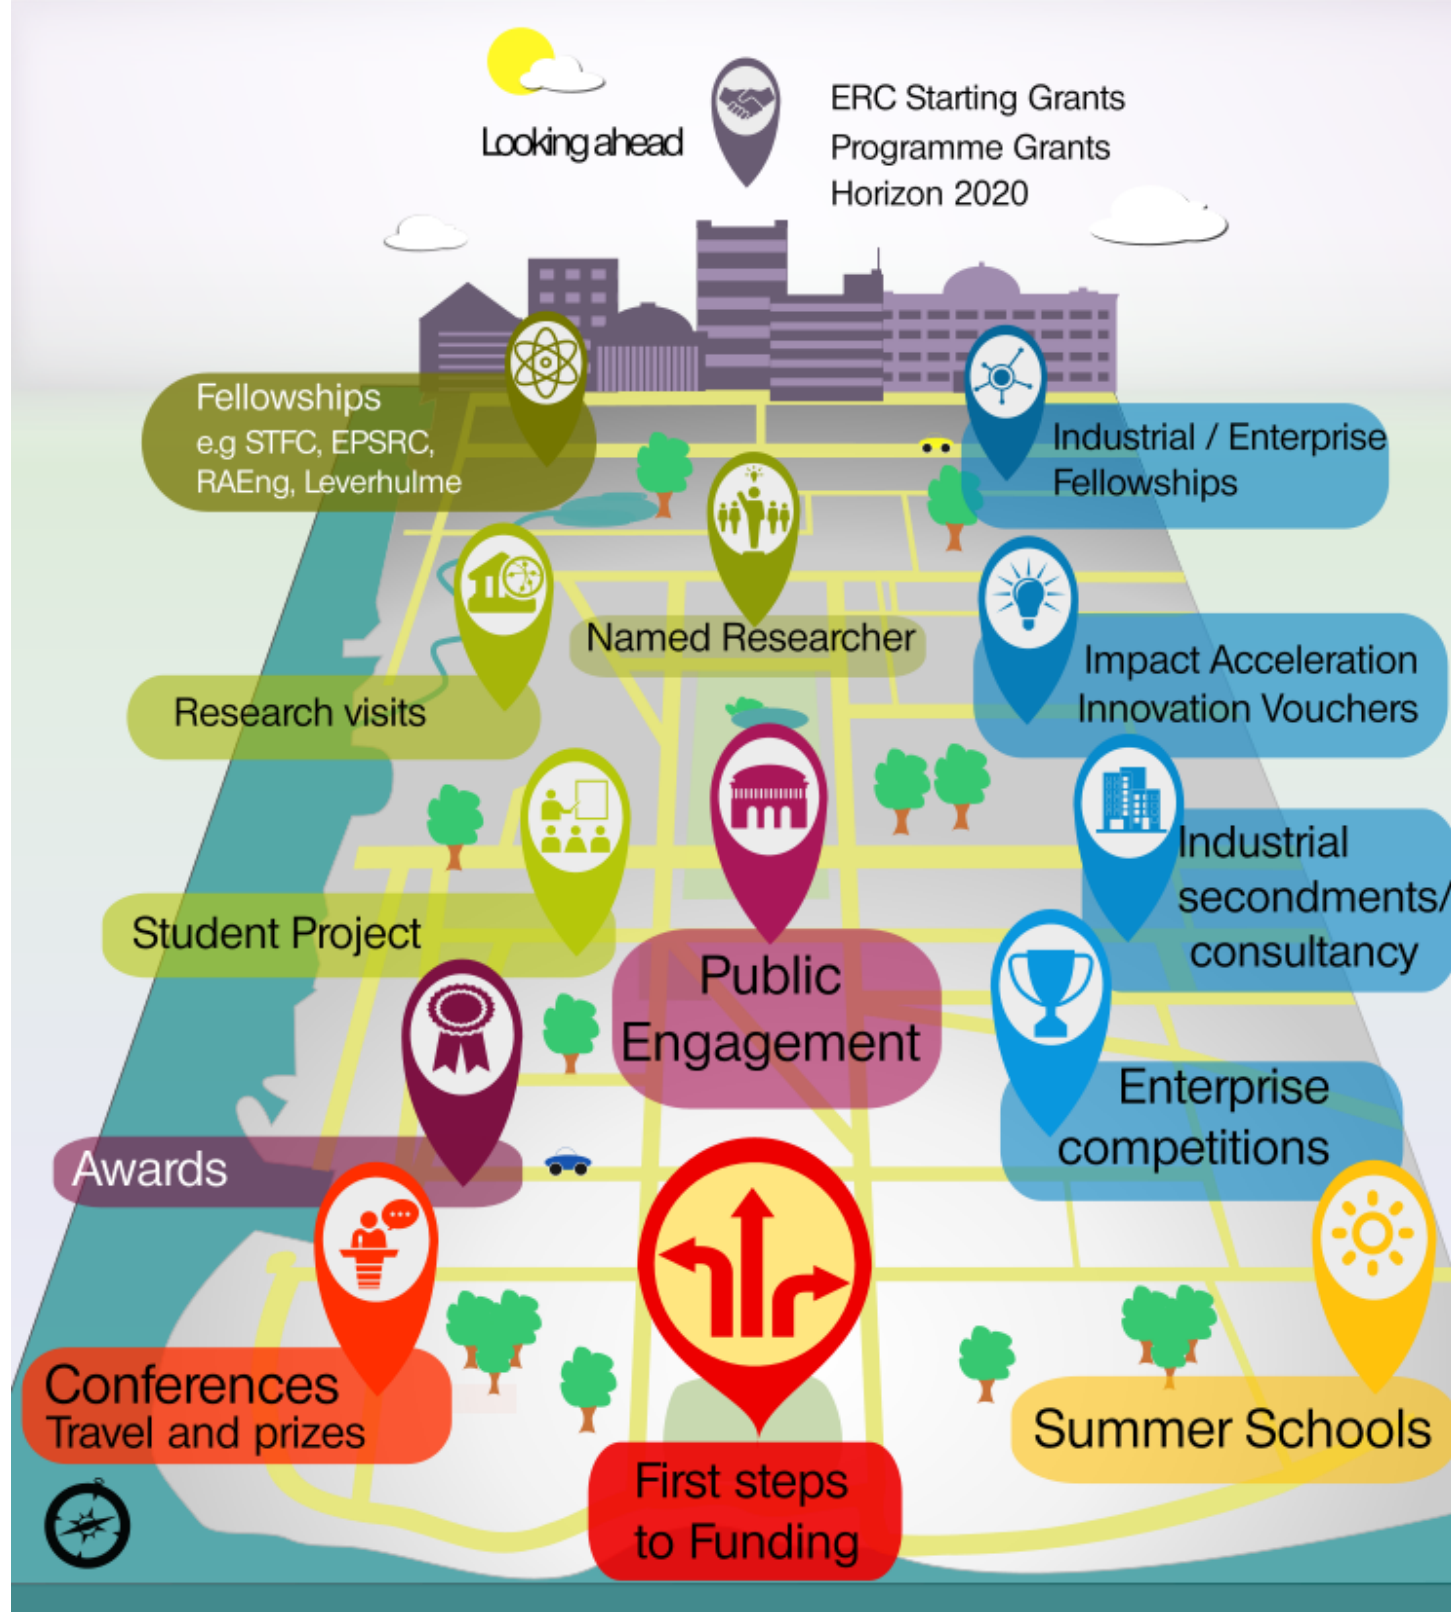 Looking ahead
ERC Starting Grants
Programme Grants
Horizon 2020
Fellowships
e.g STFC, EPSRC,
RAEng, Leverhulme
Industrial / Enterprise
Fellowships
Named Researcher
Research visits
Impact Acceleration
Innovation Vouchers
Student Project
Public
Engagement
Industrial
secondments/
consultancy
Awards
Enterprise
competitions
Conferences
Travel and prizes
Summer Schools
First steps
to Funding